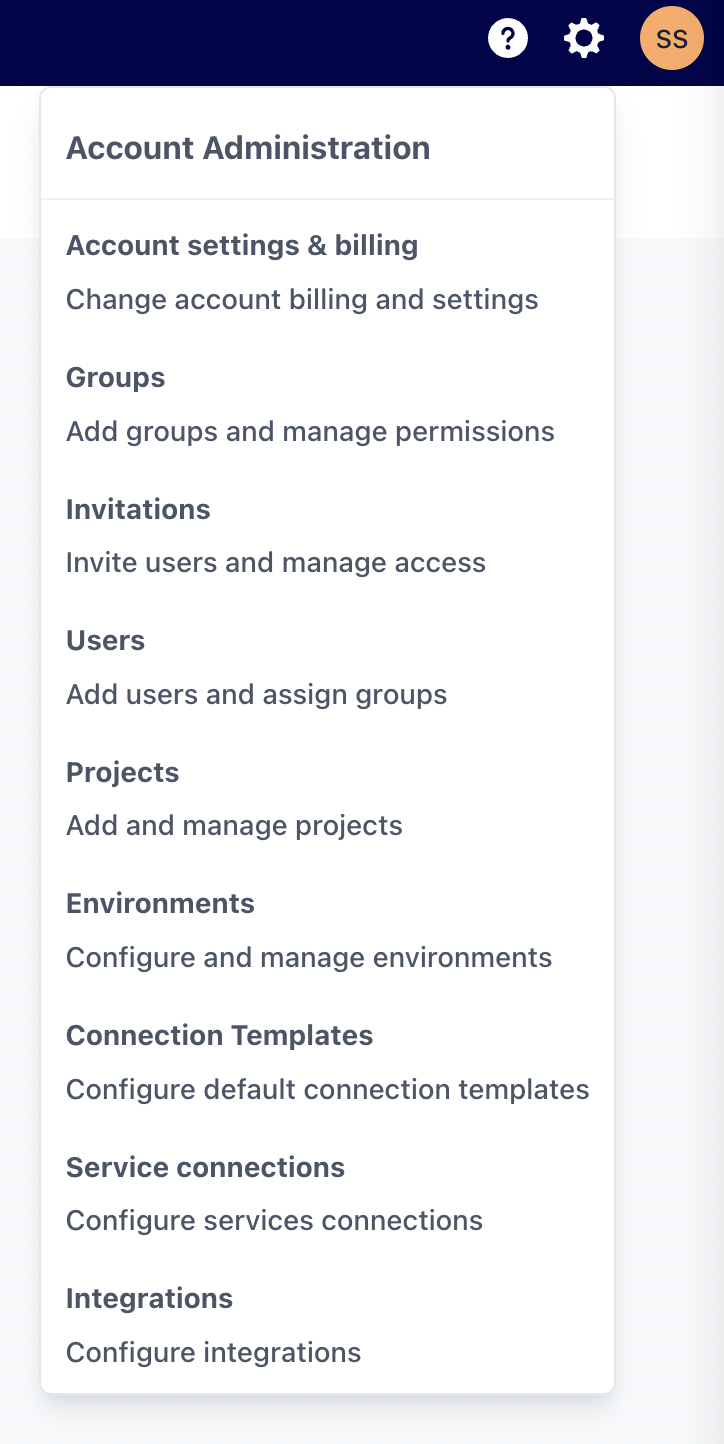 ?
SS
Account Administration
Account settings & billing
Change account billing and settings
Groups
Add groups and manage permissions
Invitations
Invite users and manage access
Users
Add users and assign groups
Projects
Add and manage projects
Environments
Configure and manage environments
Connection Templates
Configure default connection templates
Service connections
Configure services connections
Integrations
Configure integrations